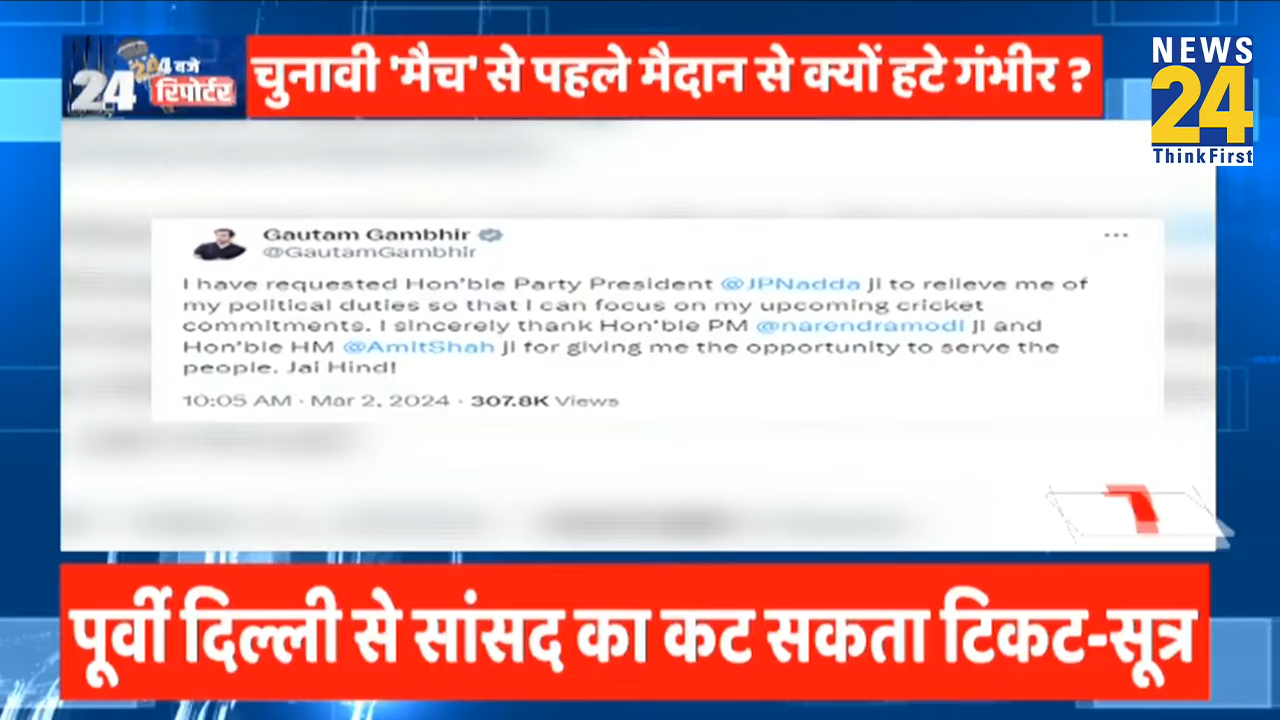 24 24 बजे रिपोर्टर
चुनावी 'मैच' से पहले मैदान से क्यों हटे गंभीर ?
NEWS
24
ThinkFirst
Gautam Gambhir
@GautamGambhir
I have requested Hon'ble Party President @JPNadda ji to relieve me of
my political duties so that I can focus on my upcoming cricket
commitments. I sincerely thank Hon'ble PM @narendramodi ji and
Hon'ble HM @AmitShah ji for giving me the opportunity to serve the
people. Jai Hind!
10:05 AM · Mar 2, 2024 · 307.8K Views
पूर्वी दिल्ली से सांसद का कट सकता टिकट-सूत्र